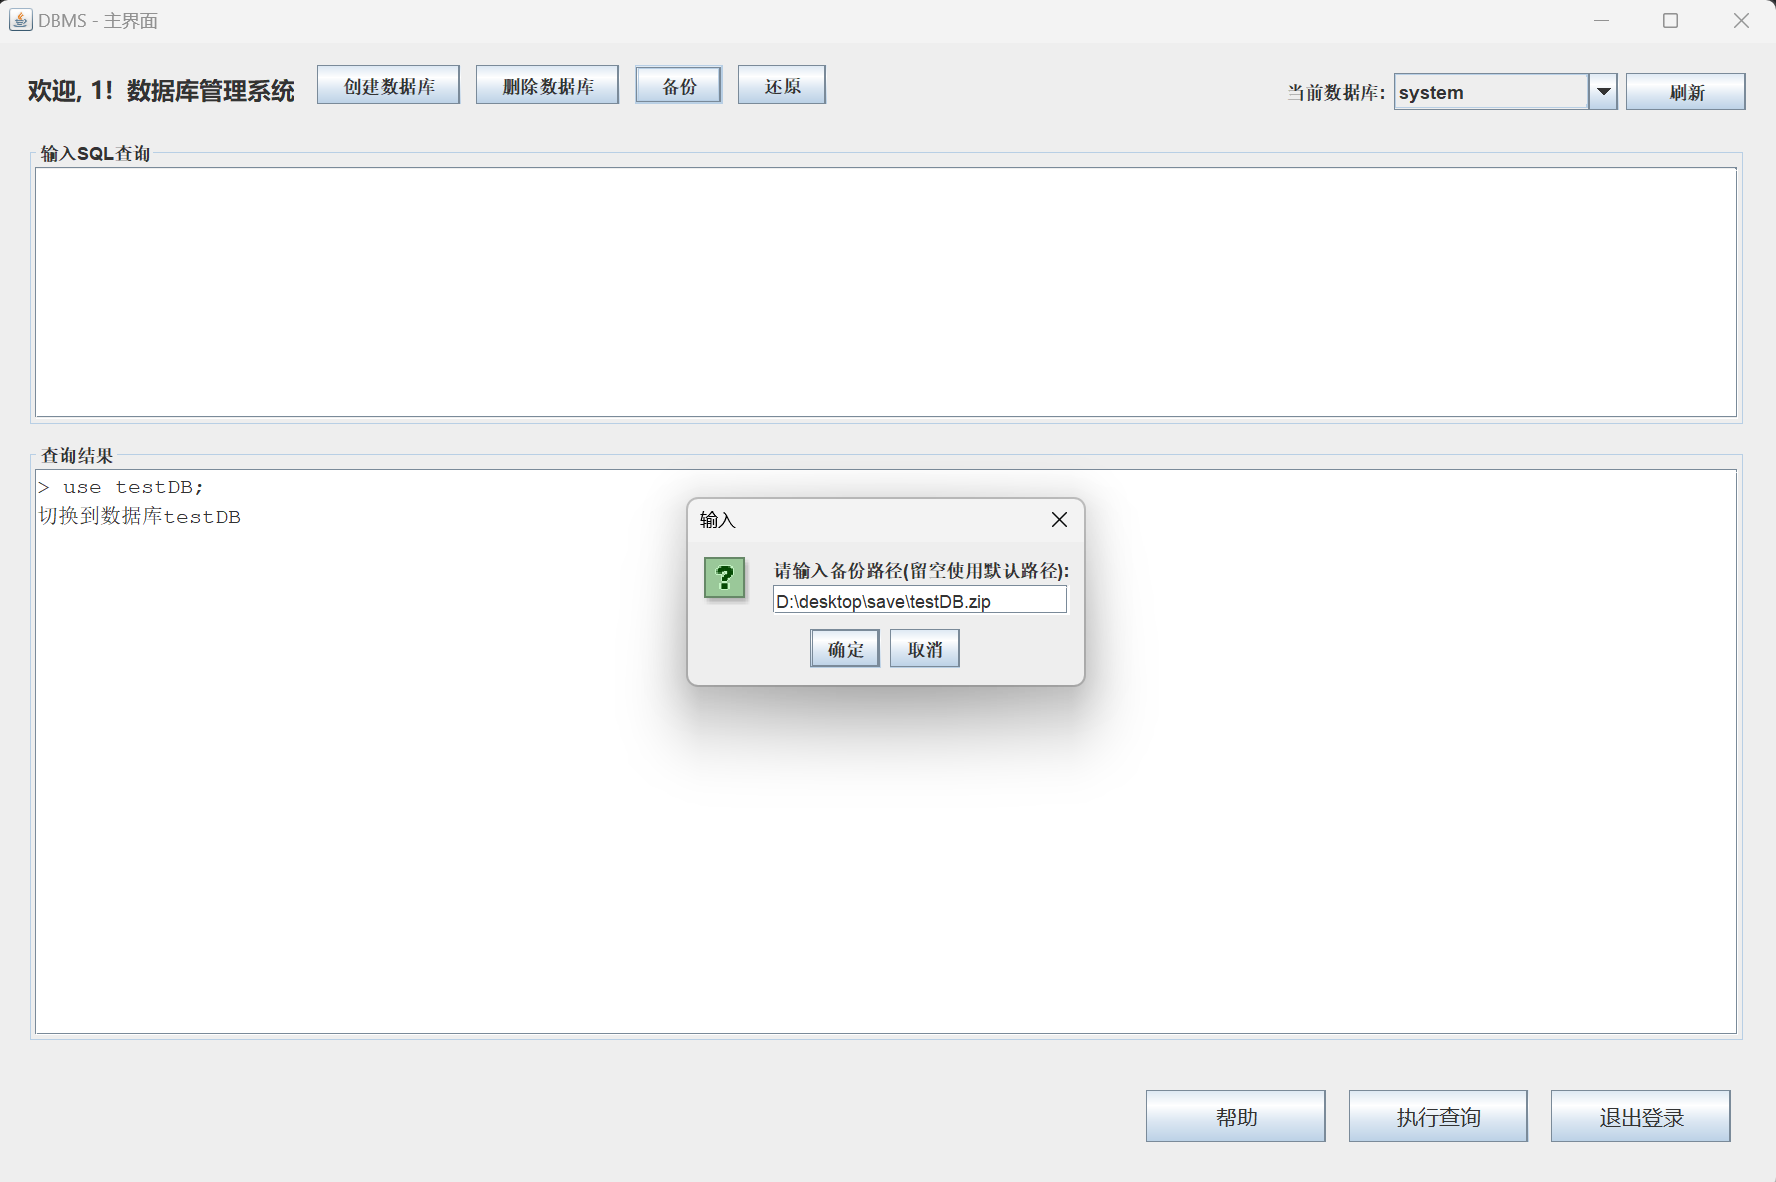 DBMS - 主界面
欢迎, 1! 数据库管理系统
创建数据库
删除数据库
备份
还原
当前数据库:
system
刷新
输入SQL查询
查询结果
> use testDB;
切换到数据库testDB
输入
?
请输入备份路径(留空使用默认路径):
D:\desktop\save\testDB.zip
确定
取消
帮助
执行查询
退出登录